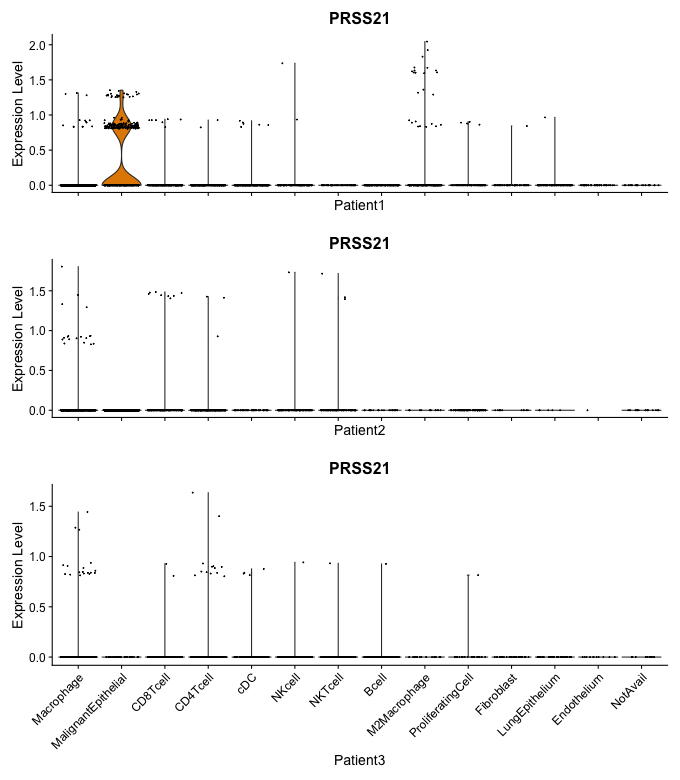 PRSS21
Expression Level
2.0
1.5
1.0
0.5
0.0
Patient1
PRSS21
Expression Level
1.5
1.0
0.5
0.0
Patient2
PRSS21
Expression Level
1.5
1.0
0.5
0.0
Macrophage
MalignantEpithelial
CD8Tcell
CD4Tcell
cDC
NKcell
NKTcell
Bcell
M2Macrophage
ProliferatingCell
Fibroblast
LungEpithelium
Endothelium
NotAvail
Patient3